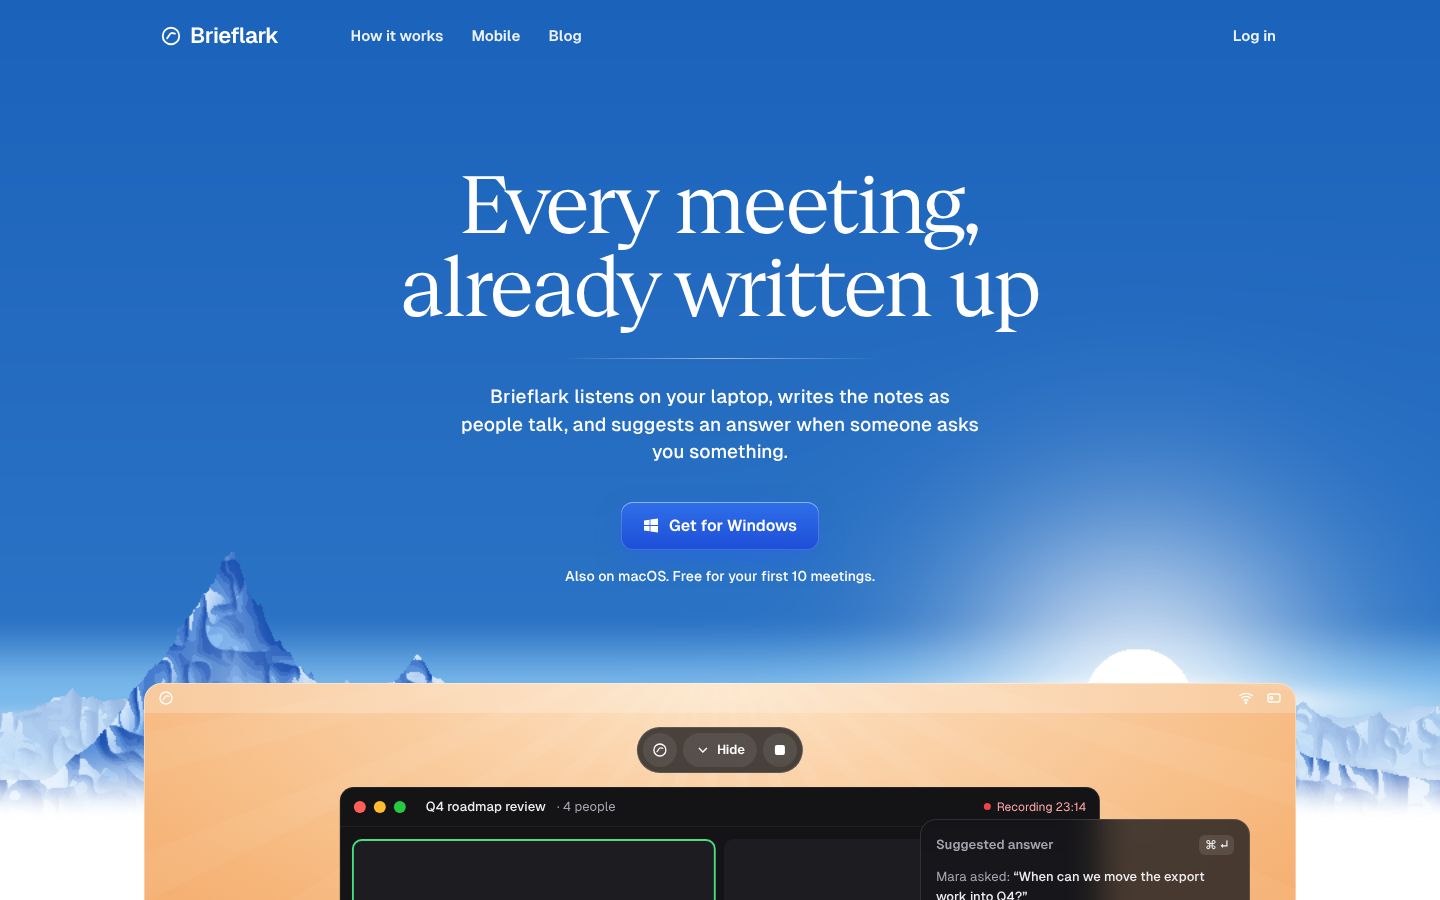 Brieflark
How it works
Mobile
Blog
Log in
Every meeting,
already written up
Brieflark listens on your laptop, writes the notes as
people talk, and suggests an answer when someone asks
you something.
Get for Windows
Also on macOS. Free for your first 10 meetings.
Hide
Q4 roadmap review · 4 people
Recording 23:14
Suggested answer
⌘ ↵
Mara asked: “When can we move the export
work into Q4?”